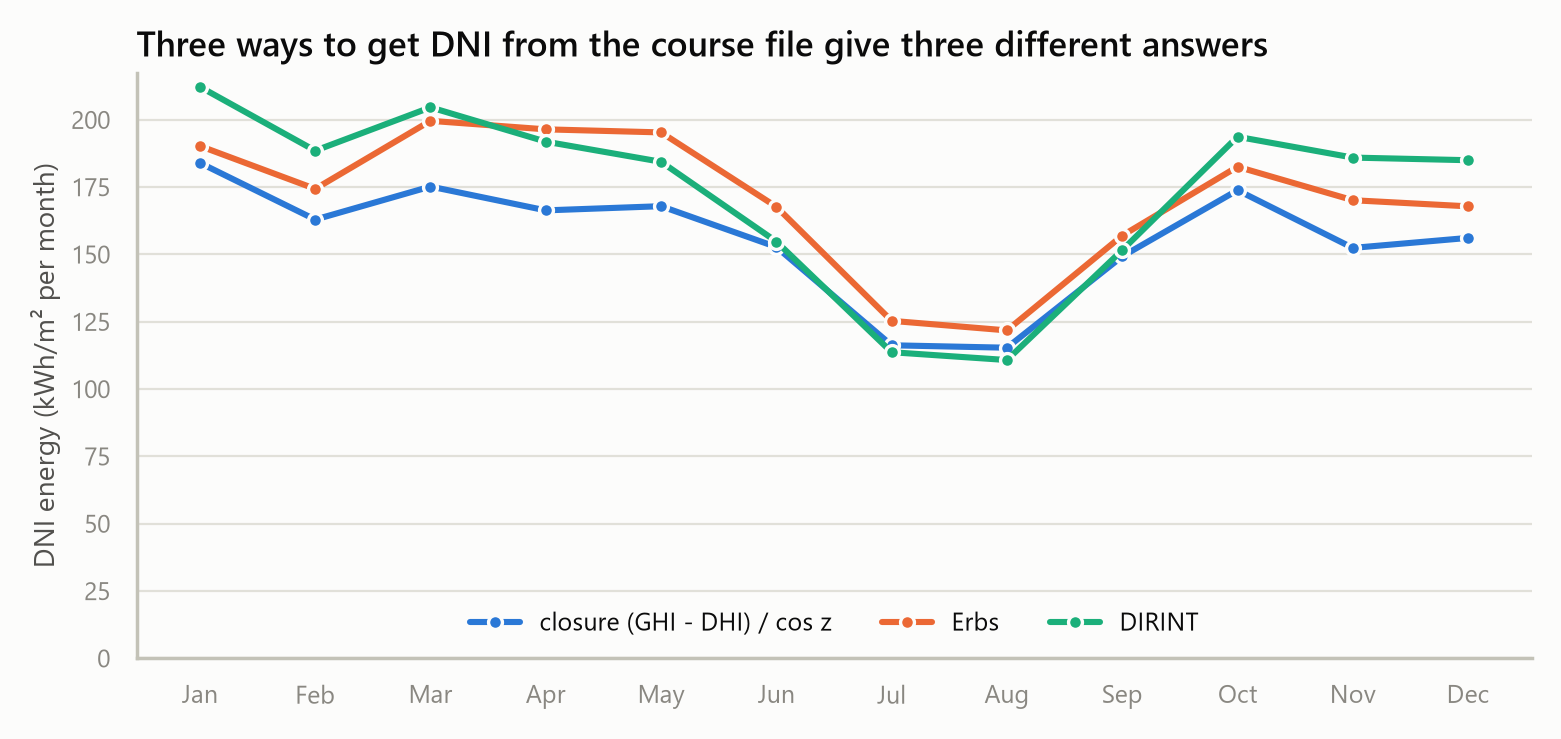 Three ways to get DNI from the course file give three different answers
DNI energy (kWh/m² per month)
200
175
150
125
100
75
50
25
0
closure (GHI - DHI) / cos z
Erbs
DIRINT
Jan Feb Mar Apr May Jun Jul Aug Sep Oct Nov Dec